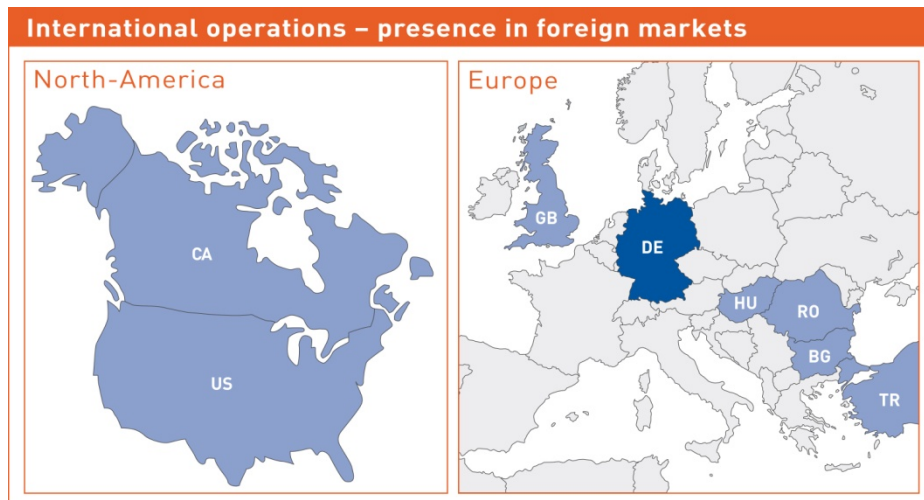 International operations – presence in foreign markets
North-America
Europe
CA
US
GB
DE
HU
RO
BG
TR